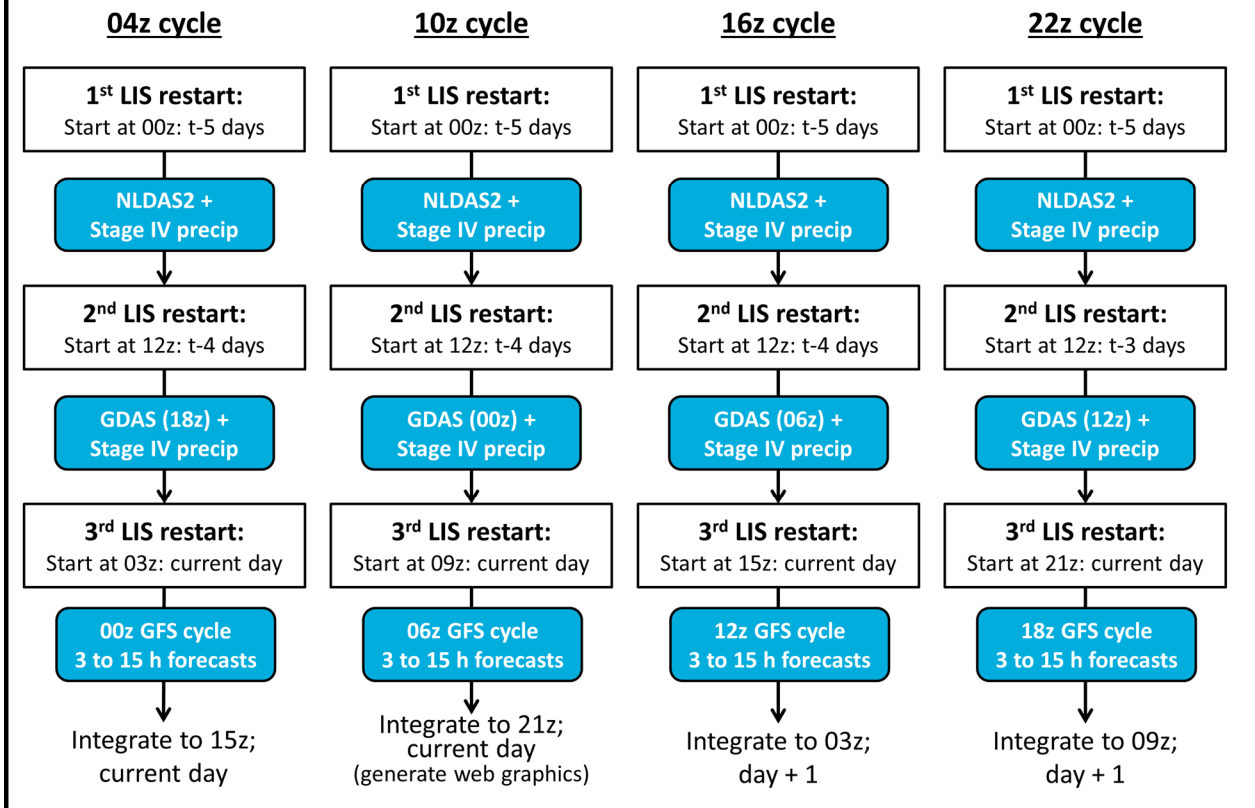 04z cycle
1st LIS restart:
Start at 00z: t-5 days
NLDAS2 +
Stage IV precip
2nd LIS restart:
Start at 12z: t-4 days
GDAS (18z) +
Stage IV precip
3rd LIS restart:
Start at 03z: current day
00z GFS cycle
3 to 15 h forecasts
Integrate to 15z;
current day
10z cycle
1st LIS restart:
Start at 00z: t-5 days
NLDAS2 +
Stage IV precip
2nd LIS restart:
Start at 12z: t-4 days
GDAS (00z) +
Stage IV precip
3rd LIS restart:
Start at 09z: current day
06z GFS cycle
3 to 15 h forecasts
Integrate to 21z;
current day
(generate web graphics)
16z cycle
1st LIS restart:
Start at 00z: t-5 days
NLDAS2 +
Stage IV precip
2nd LIS restart:
Start at 12z: t-4 days
GDAS (06z) +
Stage IV precip
3rd LIS restart:
Start at 15z: current day
12z GFS cycle
3 to 15 h forecasts
Integrate to 03z;
day + 1
22z cycle
1st LIS restart:
Start at 00z: t-5 days
NLDAS2 +
Stage IV precip
2nd LIS restart:
Start at 12z: t-3 days
GDAS (12z) +
Stage IV precip
3rd LIS restart:
Start at 21z: current day
18z GFS cycle
3 to 15 h forecasts
Integrate to 09z;
day + 1